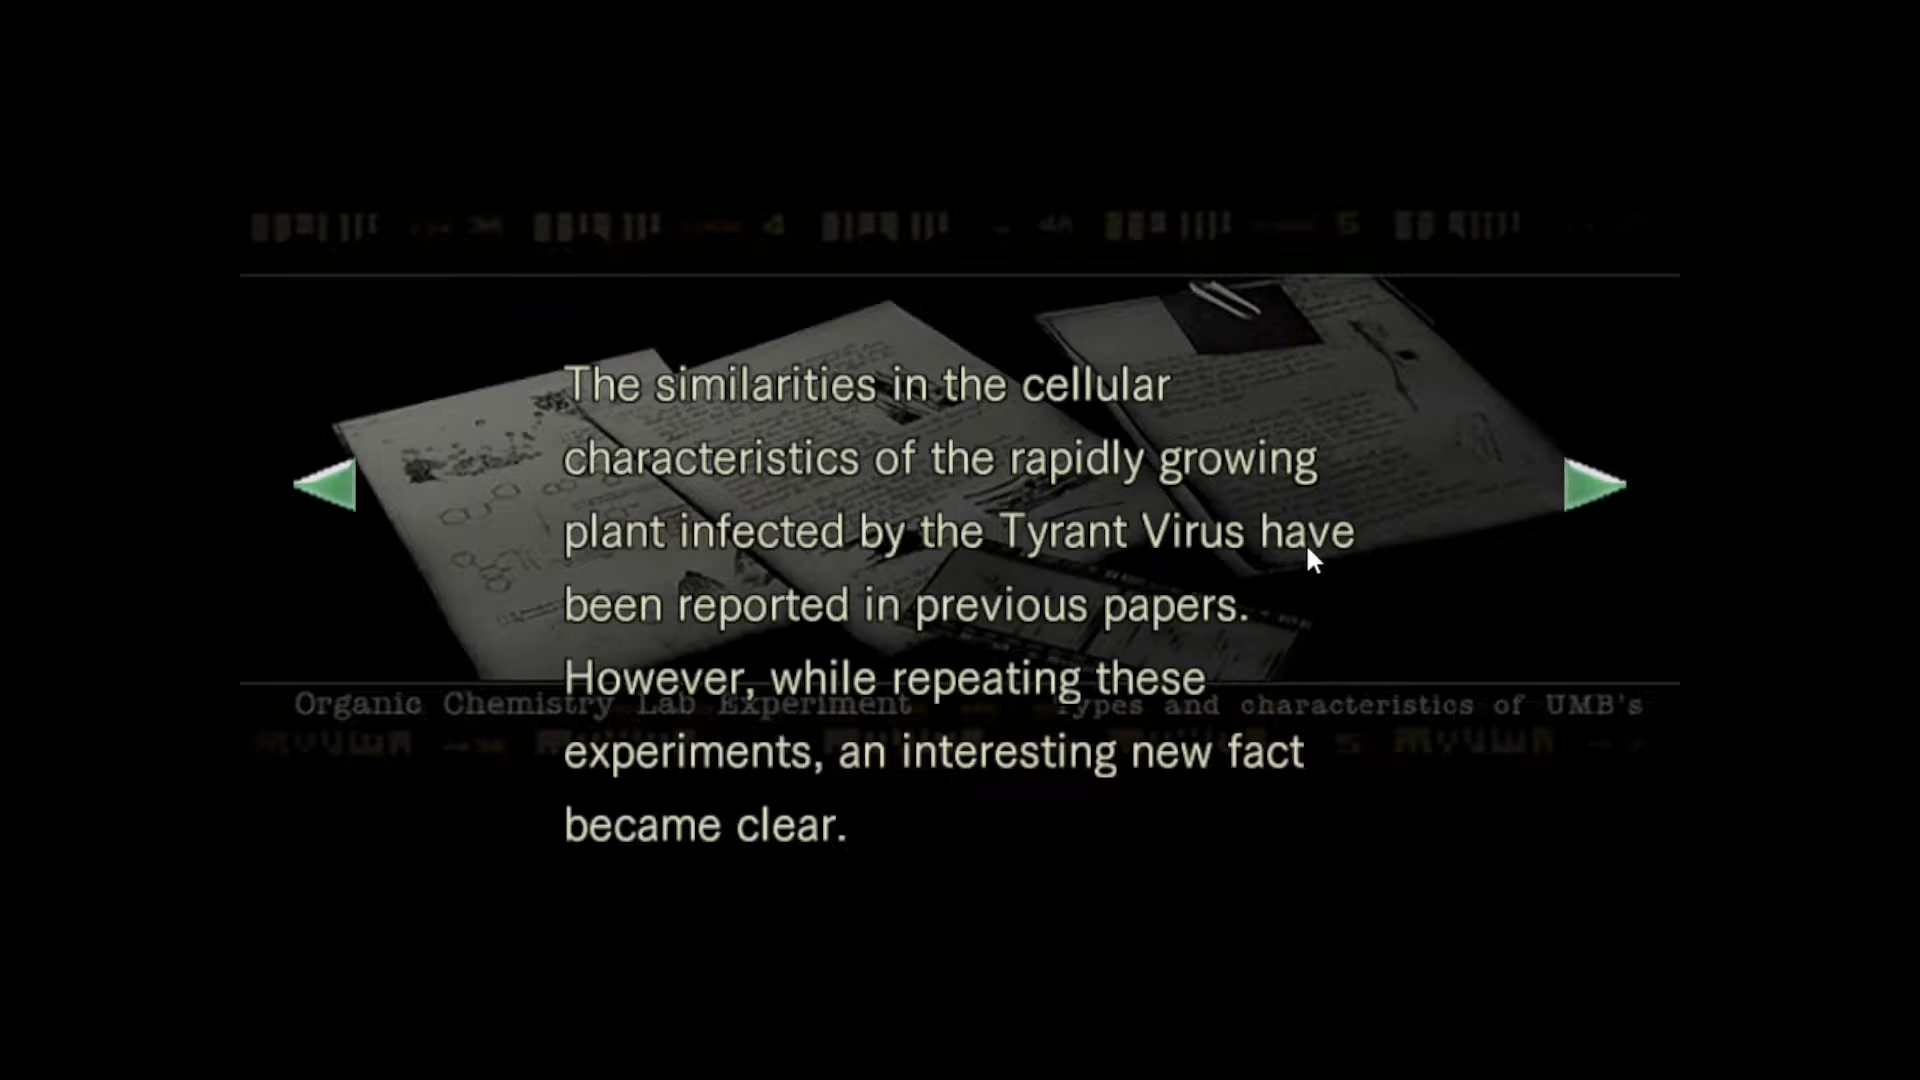 The similarities in the cellular
characteristics of the rapidly growing
plant infected by the Tyrant Virus have
been reported in previous papers.
However, while repeating these
experiments, an interesting new fact
became clear.
Organic Chemistry Lab Experiment Types and characteristics of UMB's